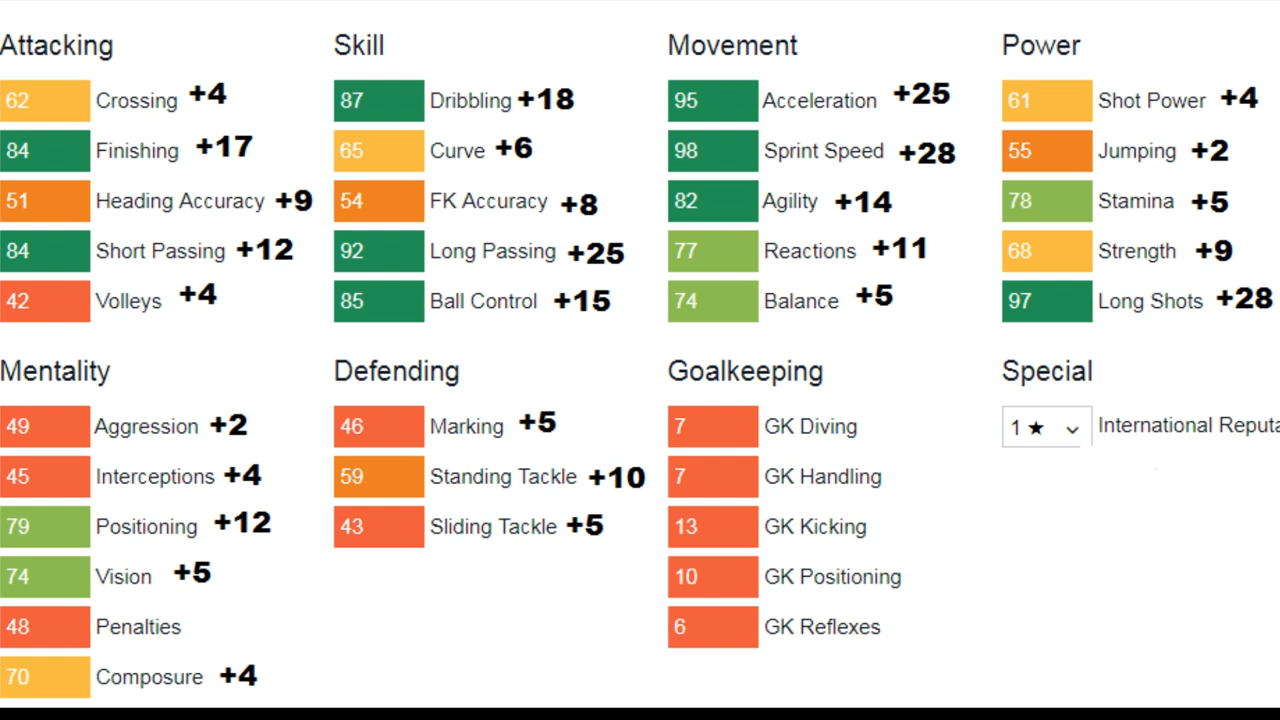 Attacking
62 Crossing +4
84 Finishing +17
51 Heading Accuracy +9
84 Short Passing +12
42 Volleys +4
Skill
87 Dribbling +18
65 Curve +6
54 FK Accuracy +8
92 Long Passing +25
85 Ball Control +15
Movement
95 Acceleration +25
98 Sprint Speed +28
82 Agility +14
77 Reactions +11
74 Balance +5
Power
61 Shot Power +4
55 Jumping +2
78 Stamina +5
68 Strength +9
97 Long Shots +28
Mentality
49 Aggression +2
45 Interceptions +4
79 Positioning +12
74 Vision +5
48 Penalties
70 Composure +4
Defending
46 Marking +5
59 Standing Tackle +10
43 Sliding Tackle +5
Goalkeeping
7 GK Diving
7 GK Handling
13 GK Kicking
10 GK Positioning
6 GK Reflexes
Special
1 ★ International Reputa